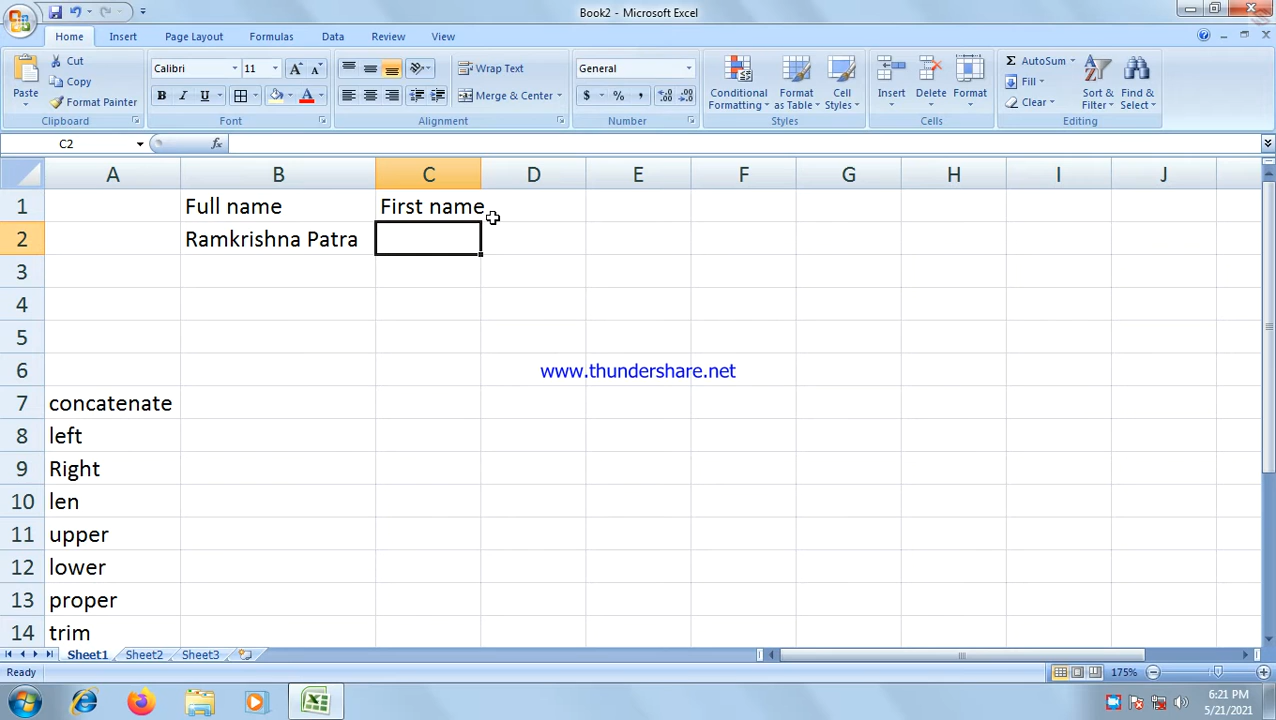 Book2 - Microsoft Excel
Home Insert Page Layout Formulas Data Review View
Paste Cut Copy Format Painter
Calibri 11
Wrap Text
Merge & Center
General
Conditional Formatting
Format as Table
Cell Styles
Insert Delete Format
AutoSum
Fill
Clear
Sort & Filter
Find & Select
Clipboard Font Alignment Number Styles Cells Editing
C2 fx
A B C D E F G H I J
1 Full name First name
2 Ramkrishna Patra
3
4
5
6
www.thundershare.net
7 concatenate
8 left
9 Right
10 len
11 upper
12 lower
13 proper
14 trim
Sheet1 Sheet2 Sheet3
Ready 175%
6:21 PM
5/21/2021